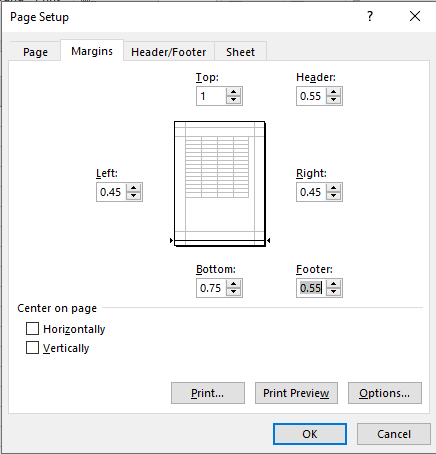 Page Setup ? ×
Page Margins Header/Footer Sheet
Top: Header:
1 0.55
Left: Right:
0.45 0.45
Bottom: Footer:
0.75 0.55
Center on page
Horizontally
Vertically
Print... Print Preview Options...
OK Cancel